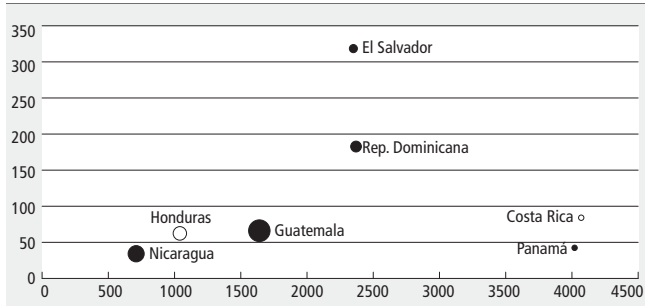 350
El Salvador
300
250
200
Rep. Dominicana
150
100
Honduras
Costa Rica
Guatemala
50
Nicaragua
Panamá
0
0 500 1000 1500 2000 2500 3000 3500 4000 4500